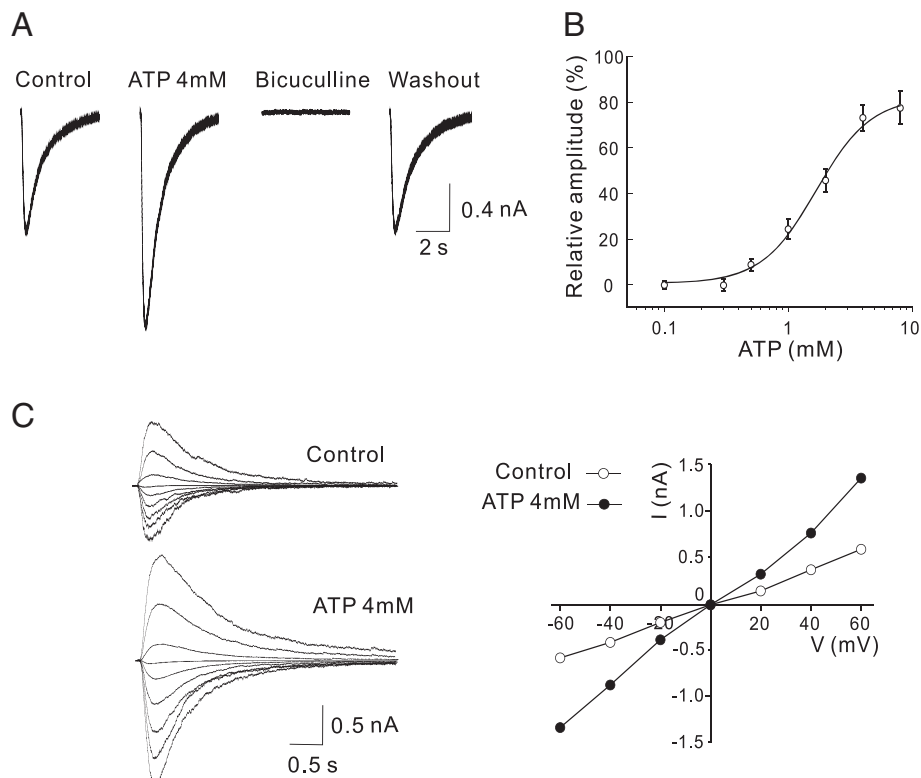 A
Control
ATP 4mM
Bicuculline
Washout
0.4 nA
2 s
B
Relative amplitude (%)
100
80
60
40
20
0
0.1
1
10
ATP (mM)
C
Control
ATP 4mM
0.5 nA
0.5 s
Control
ATP 4mM
I (nA)
1.5
1.0
0.5
0
-0.5
-1.0
-1.5
-60
-40
-20
20
40
60
V (mV)